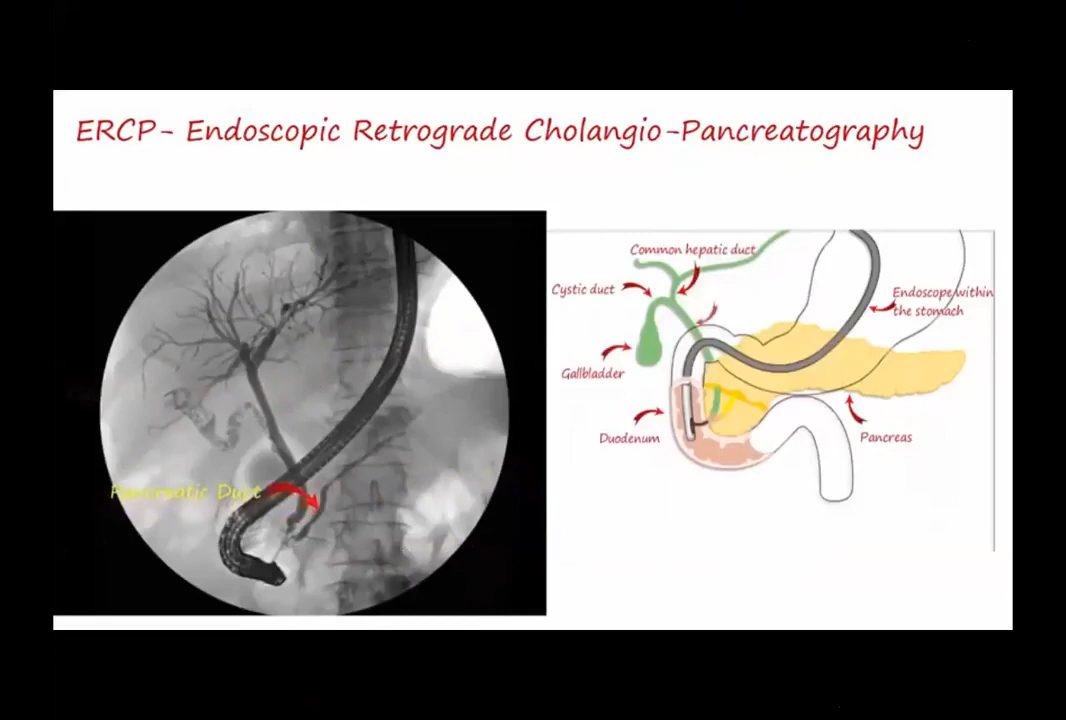 ERCP- Endoscopic Retrograde Cholangio-Pancreatography
Pancreatic Duct
Common hepatic duct
Cystic duct
Endoscope within
the stomach
Gallbladder
Duodenum
Pancreas